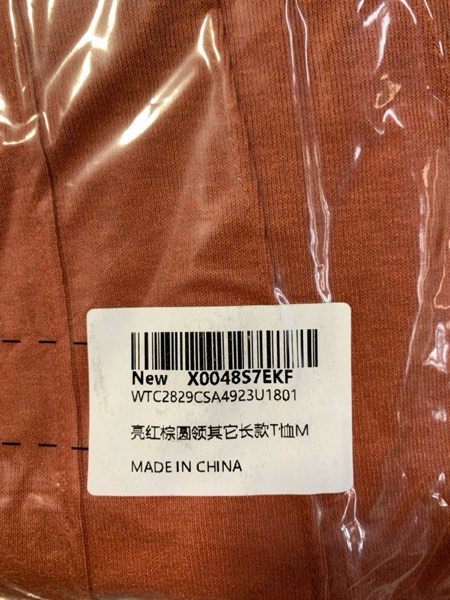 New X0048S7EKF
WTC2829CSA4923U1801
亮红棕圆领其它长款T恤M
MADE IN CHINA